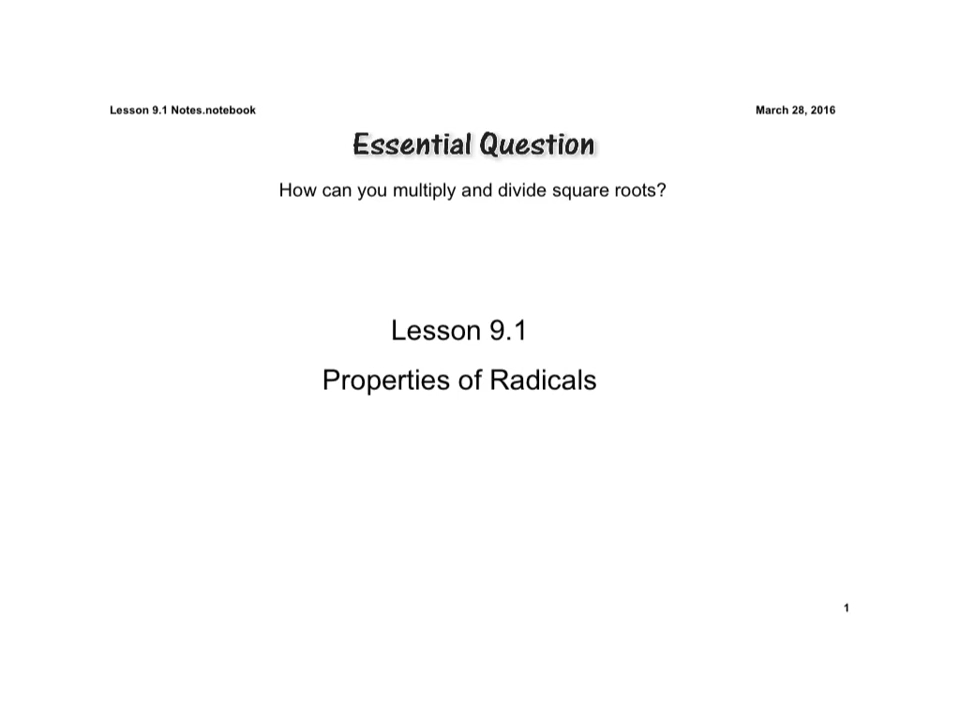 Lesson 9.1 Notes.notebook
March 28, 2016
Essential Question
How can you multiply and divide square roots?
Lesson 9.1
Properties of Radicals
1